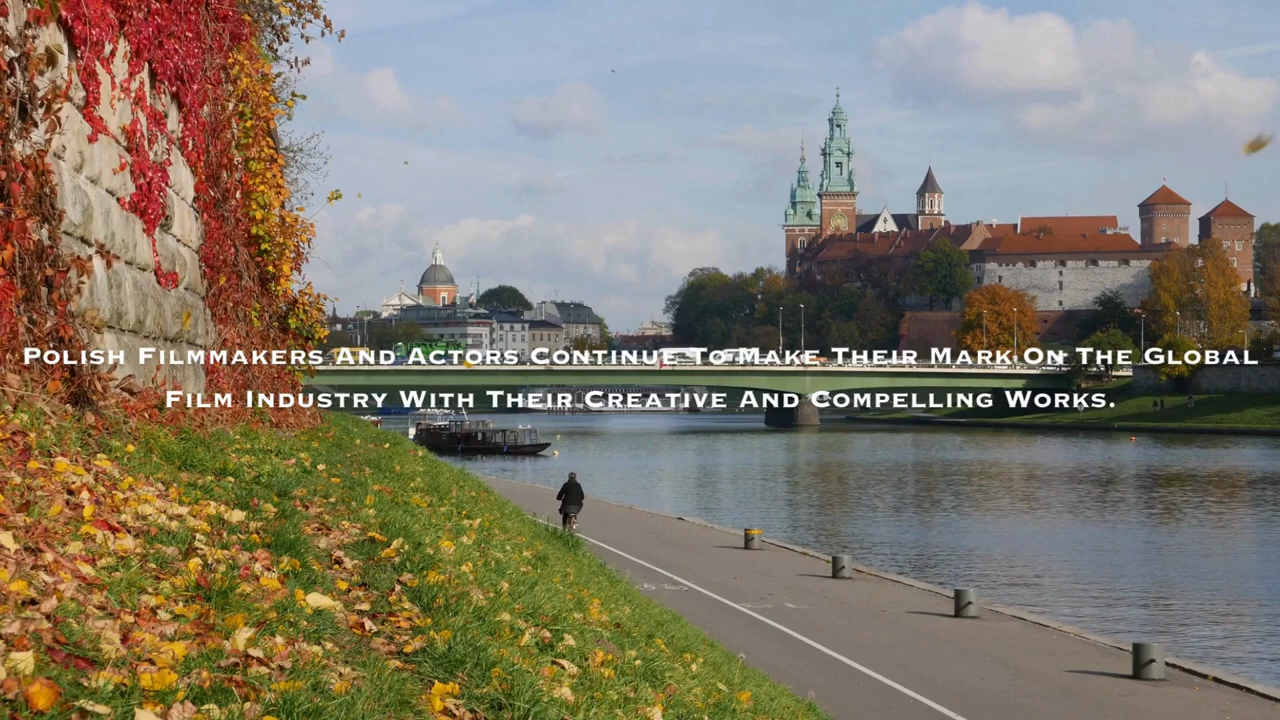 Polish Filmmakers And Actors Continue To Make Their Mark On The Global
Film Industry With Their Creative And Compelling Works.